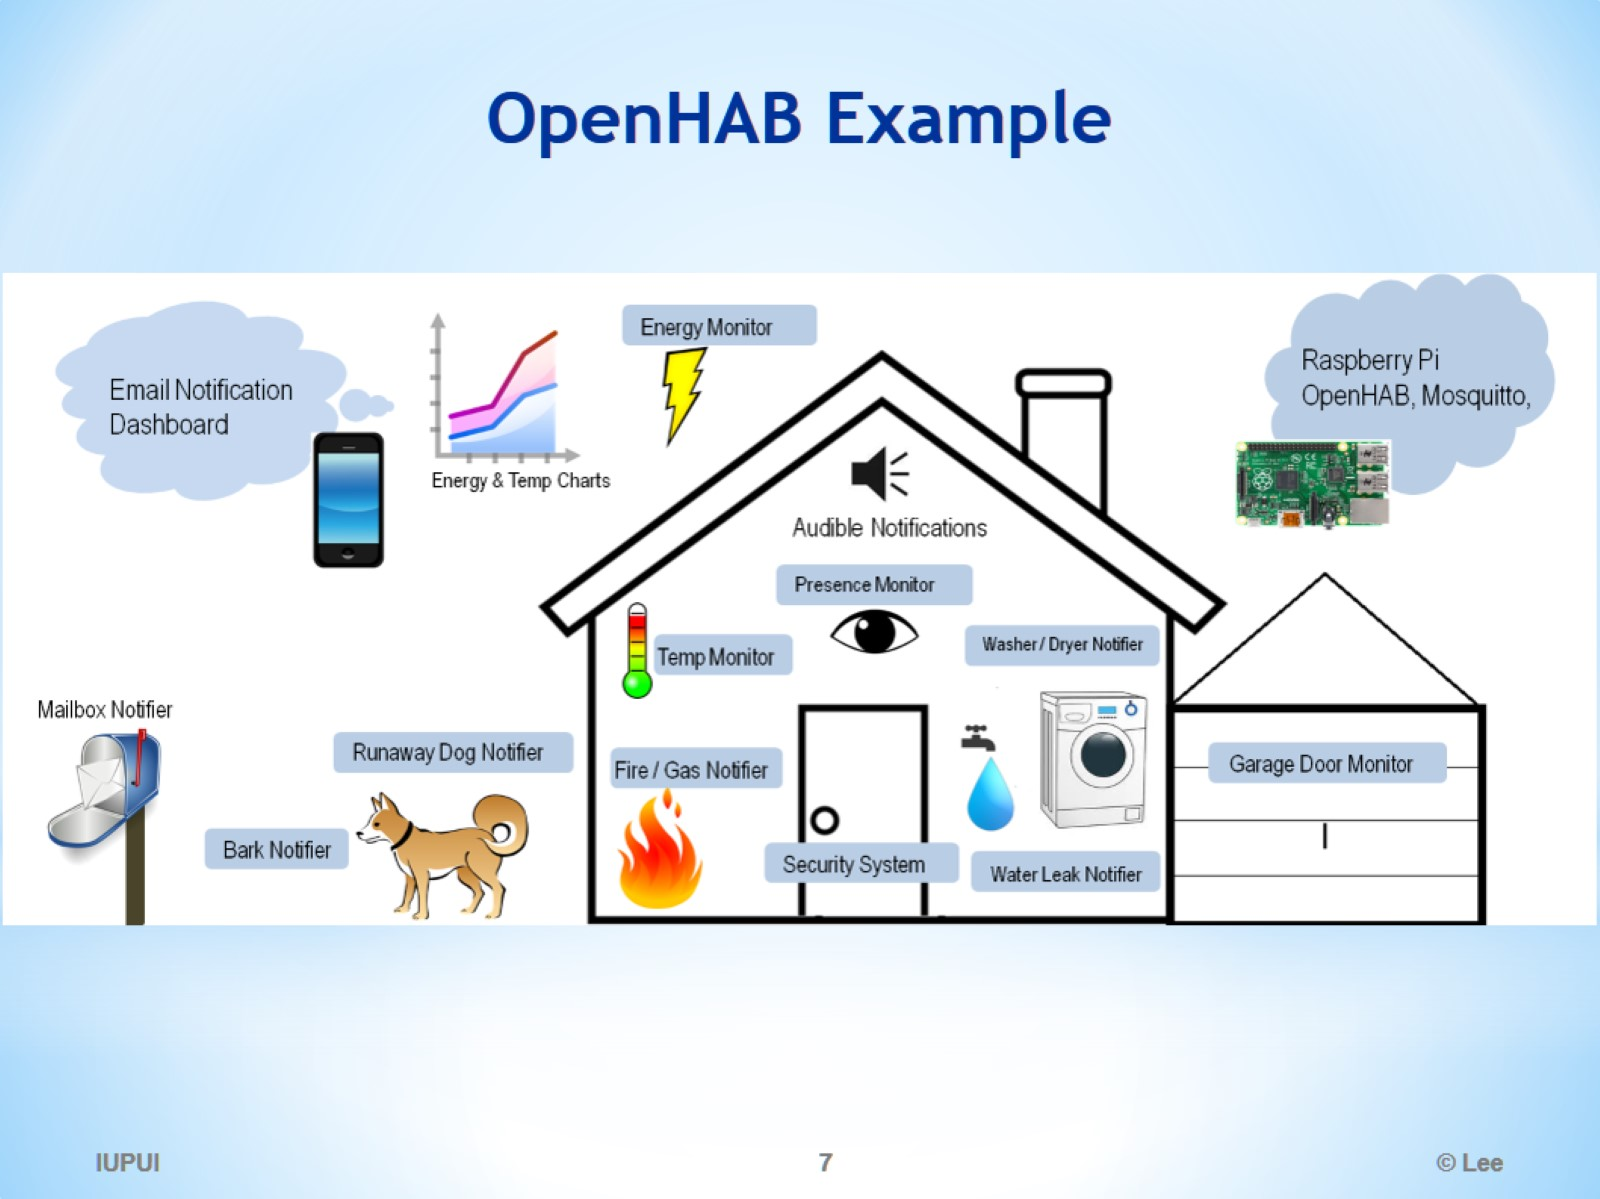 OpenHAB Example
Email Notification
Dashboard
Energy & Temp Charts
Energy Monitor
Raspberry Pi
OpenHAB, Mosquitto,
Audible Notifications
Presence Monitor
Temp Monitor
Washer / Dryer Notifier
Mailbox Notifier
Runaway Dog Notifier
Fire / Gas Notifier
Garage Door Monitor
Bark Notifier
Security System
Water Leak Notifier
IUPUI
7
© Lee